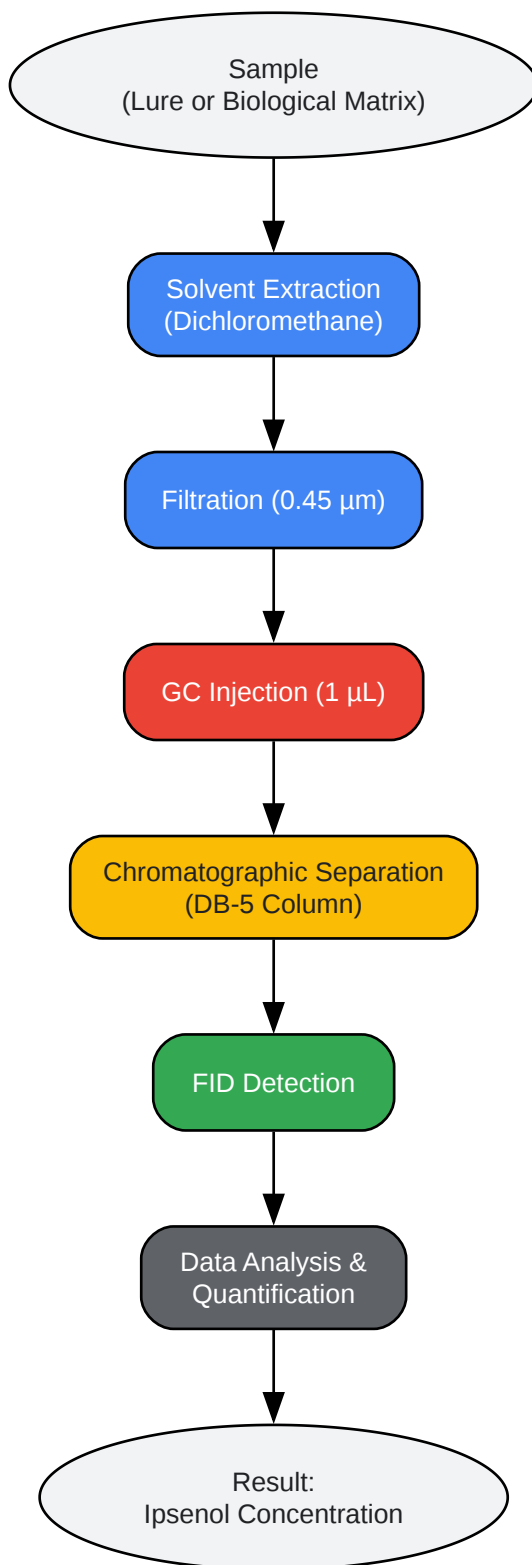 Sample
(Lure or Biological Matrix)
Solvent Extraction
(Dichloromethane)
Filtration (0.45 µm)
GC Injection (1 µL)
Chromatographic Separation
(DB-5 Column)
FID Detection
Data Analysis &
Quantification
Result:
Ipsenol Concentration